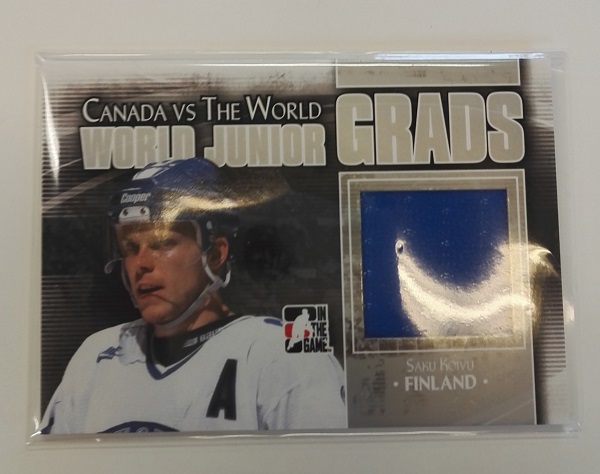 CANADA VS THE WORLD
WORLD JUNIOR GRADS
Cooper
IN
THE
GAME
A
SAKU KOIVU
• FINLAND •